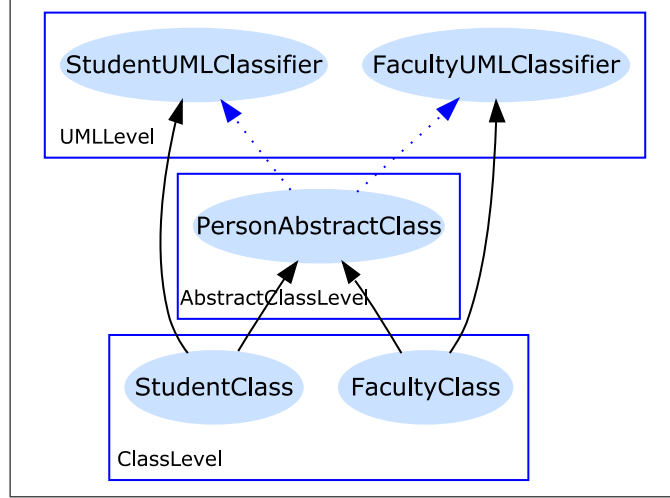 StudentUMLClassifier FacultyUMLClassifier
UMLLevel
PersonAbstractClass
AbstractClassLevel
StudentClass FacultyClass
ClassLevel